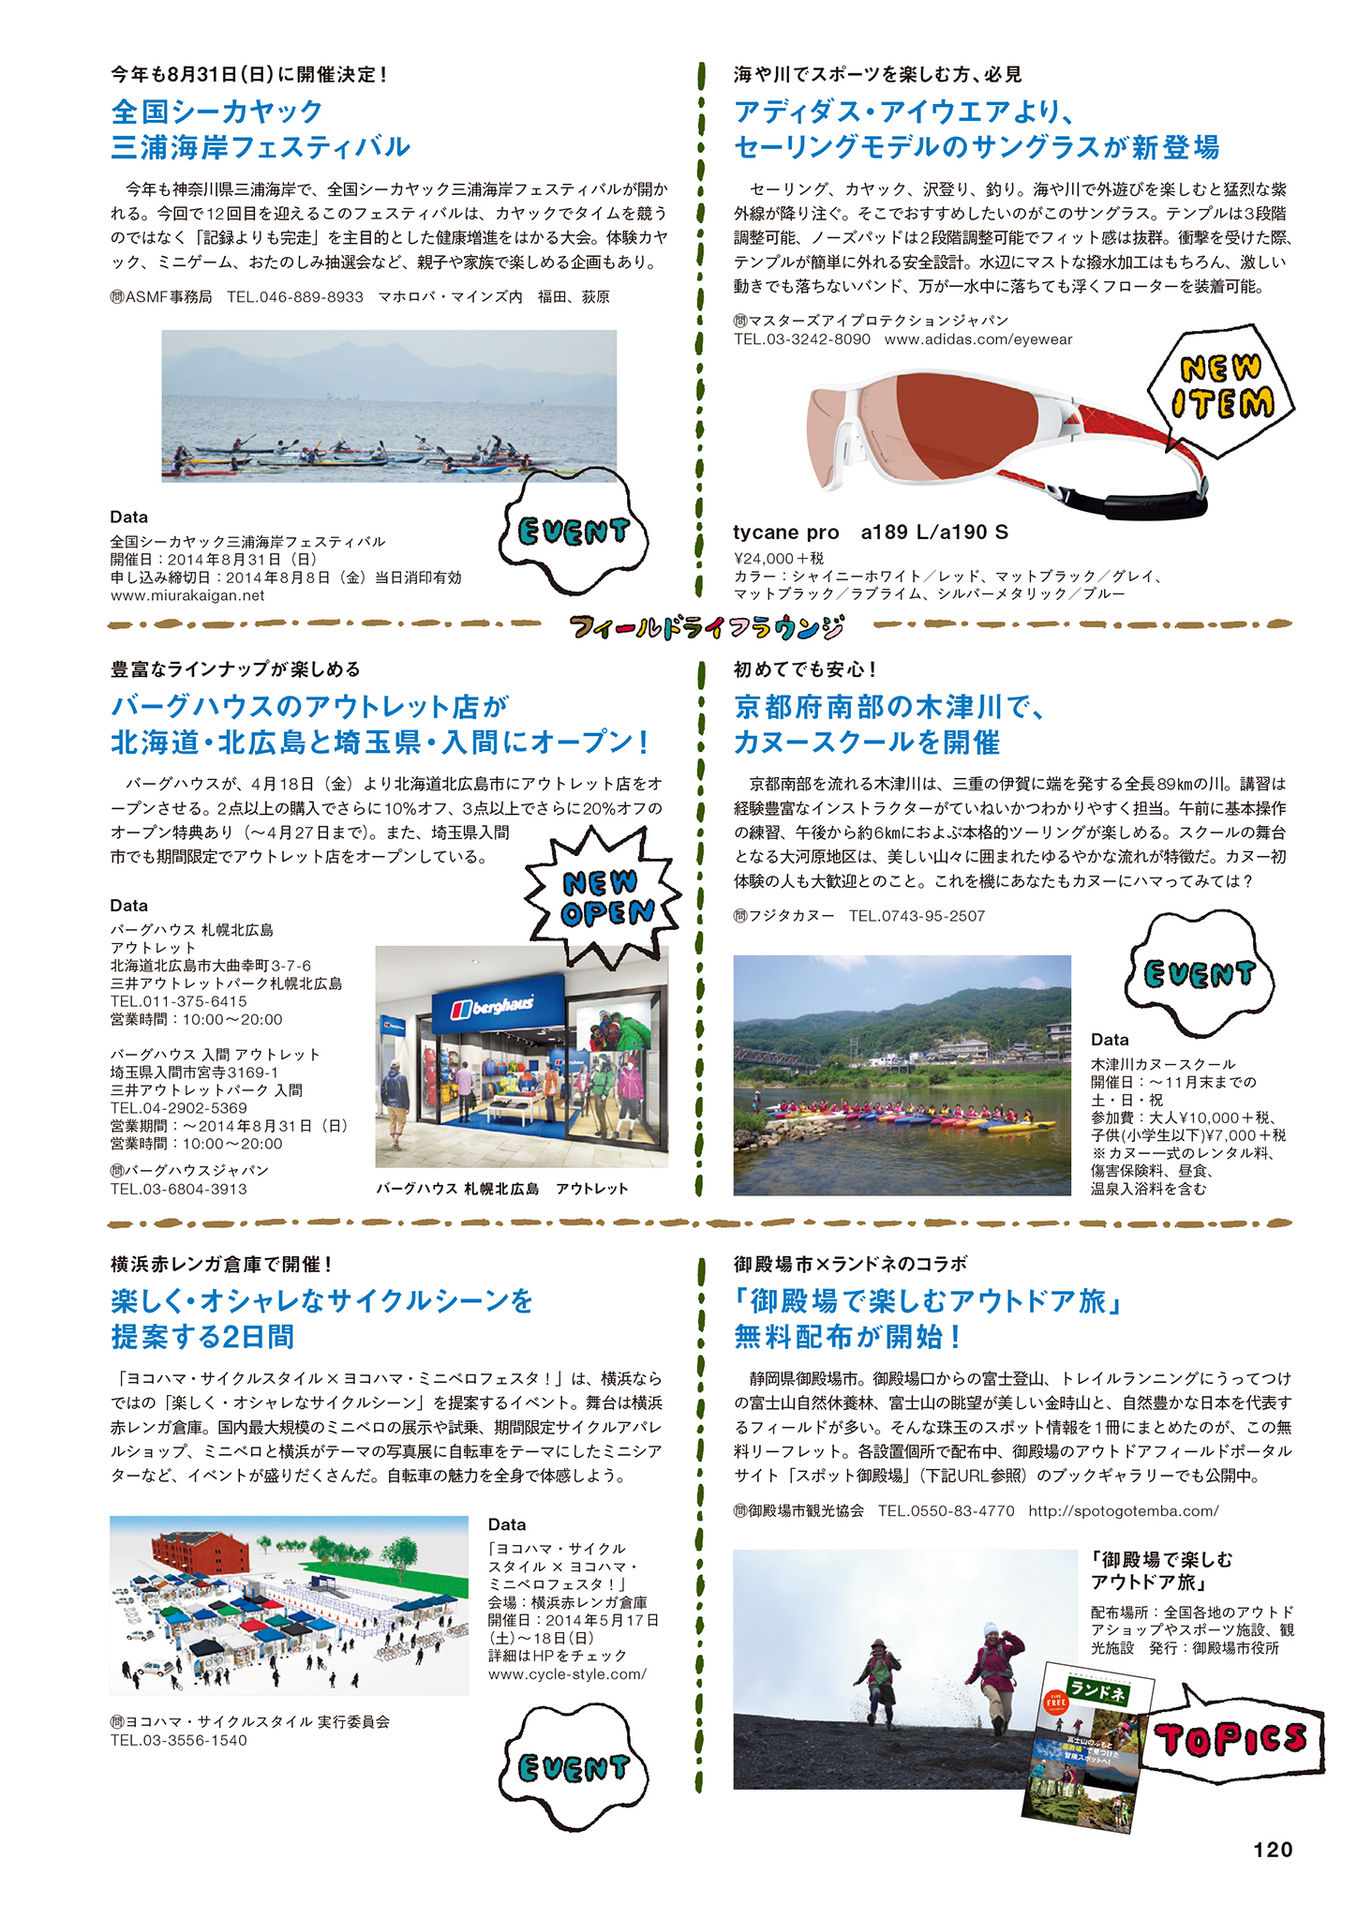 今年も8月31日(日)に開催決定!
全国シーカヤック
三浦海岸フェスティバル
　今年も神奈川県三浦海岸で、全国シーカヤック三浦海岸フェスティバルが開か
れる。今回で12回目を迎えるこのフェスティバルは、カヤックでタイムを競う
のではなく「記録よりも完走」を主目的とした健康増進をはかる大会。体験カヤ
ック、ミニゲーム、おたのしみ抽選会など、親子や家族で楽しめる企画もあり。
㉄ASMF事務局　TEL.046-889-8933　マホロバ・マインズ内　福田、荻原
Data
全国シーカヤック三浦海岸フェスティバル
開催日：2014年8月31日（日）
申し込み締切日：2014年8月8日（金）当日消印有効
www.miurakaigan.net
EVENT
海や川でスポーツを楽しむ方、必見
アディダス・アイウエアより、
セーリングモデルのサングラスが新登場
　セーリング、カヤック、沢登り、釣り。海や川で外遊びを楽しむと猛烈な紫
外線が降り注ぐ。そこでおすすめしたいのがこのサングラス。テンプルは3段階
調整可能、ノーズパッドは2段階調整可能でフィット感は抜群。衝撃を受けた際、
テンプルが簡単に外れる安全設計。水辺にマストな撥水加工はもちろん、激しい
動きでも落ちないバンド、万が一水中に落ちても浮くフローターを装着可能。
㉄マスターズアイプロテクションジャパン
TEL.03-3242-8090　www.adidas.com/eyewear
NEW
ITEM
tycane pro　a189 L/a190 S
¥24,000＋税
カラー：シャイニーホワイト／レッド、マットブラック／グレイ、
マットブラック／ラブライム、シルバーメタリック／ブルー
フィールドライフラウンジ
豊富なラインナップが楽しめる
バーグハウスのアウトレット店が
北海道・北広島と埼玉県・入間にオープン!
　バーグハウスが、4月18日（金）より北海道北広島市にアウトレット店をオ
ープンさせる。2点以上の購入でさらに10%オフ、3点以上でさらに20%オフの
オープン特典あり（〜4月27日まで）。また、埼玉県入間
市でも期間限定でアウトレット店をオープンしている。
NEW
OPEN
Data
バーグハウス 札幌北広島
アウトレット
北海道北広島市大曲幸町3-7-6
三井アウトレットパーク札幌北広島
TEL.011-375-6415
営業時間：10:00〜20:00
バーグハウス 入間 アウトレット
埼玉県入間市宮寺3169-1
三井アウトレットパーク 入間
TEL.04-2902-5369
営業期間：〜2014年8月31日（日）
営業時間：10:00〜20:00
㉄バーグハウスジャパン
TEL.03-6804-3913
berghaus
バーグハウス 札幌北広島　アウトレット
初めてでも安心!
京都府南部の木津川で、
カヌースクールを開催
　京都南部を流れる木津川は、三重の伊賀に端を発する全長89㎞の川。講習は
経験豊富なインストラクターがていねいかつわかりやすく担当。午前に基本操作
の練習、午後から約6㎞におよぶ本格的ツーリングが楽しめる。スクールの舞台
となる大河原地区は、美しい山々に囲まれたゆるやかな流れが特徴だ。カヌー初
体験の人も大歓迎とのこと。これを機にあなたもカヌーにハマってみては？
㉄フジタカヌー　TEL.0743-95-2507
EVENT
Data
木津川カヌースクール
開催日：〜11月末までの
土・日・祝
参加費：大人¥10,000＋税、
子供(小学生以下)¥7,000＋税
※カヌー一式のレンタル料、
傷害保険料、昼食、
温泉入浴料を含む
横浜赤レンガ倉庫で開催!
楽しく・オシャレなサイクルシーンを
提案する2日間
「ヨコハマ・サイクルスタイル×ヨコハマ・ミニベロフェスタ！」は、横浜なら
ではの「楽しく・オシャレなサイクルシーン」を提案するイベント。舞台は横浜
赤レンガ倉庫。国内最大規模のミニベロの展示や試乗、期間限定サイクルアパレ
ルショップ、ミニベロと横浜がテーマの写真展に自転車をテーマにしたミニシア
ターなど、イベントが盛りだくさんだ。自転車の魅力を全身で体感しよう。
Data
「ヨコハマ・サイクル
スタイル×ヨコハマ・
ミニベロフェスタ！」
会場：横浜赤レンガ倉庫
開催日：2014年5月17日
（土）〜18日(日)
詳細はHPをチェック
www.cycle-style.com/
㉄ヨコハマ・サイクルスタイル 実行委員会
TEL.03-3556-1540
EVENT
御殿場市×ランドネのコラボ
「御殿場で楽しむアウトドア旅」
無料配布が開始!
　静岡県御殿場市。御殿場口からの富士登山、トレイルランニングにうってつけ
の富士山自然休養林、富士山の眺望が美しい金時山と、自然豊かな日本を代表す
るフィールドが多い。そんな珠玉のスポット情報を1冊にまとめたのが、この無
料リーフレット。各設置個所で配布中、御殿場のアウトドアフィールドポータル
サイト「スポット御殿場」（下記URL参照）のブックギャラリーでも公開中。
㉄御殿場市観光協会　TEL.0550-83-4770　http://spotogotemba.com/
「御殿場で楽しむ
アウトドア旅」
配布場所：全国各地のアウトド
アショップやスポーツ施設、観
光施設　発行：御殿場市役所
ランドネ
FREE
富士山のふもと
御殿場で見つけた
冒険スポットへ!
TOPICS
120